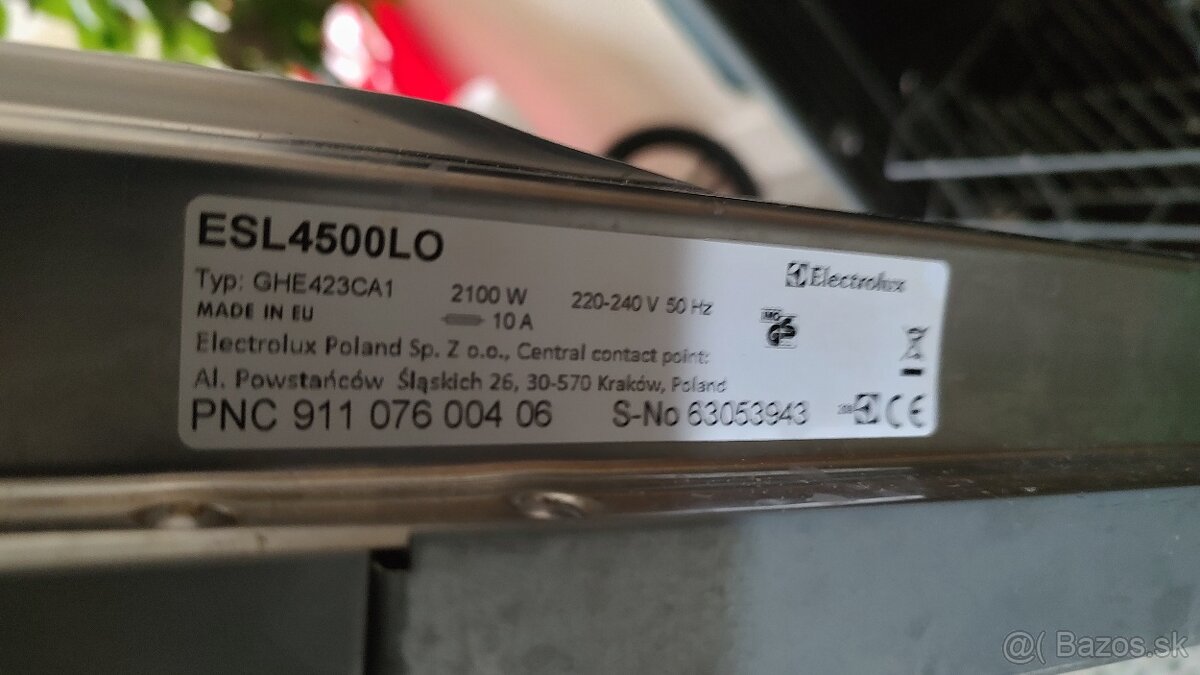 ESL4500LO
Electrolux
Typ: GHE423CA1
2100 W
220-240 V 50 Hz
MADE IN EU
10 A
Electrolux Poland Sp. Z o.o., Central contact point:
Al. Powstańców Śląskich 26, 30-570 Kraków, Poland
PNC 911 076 004 06
S-No 63053943
CE
@( Bazos.sk